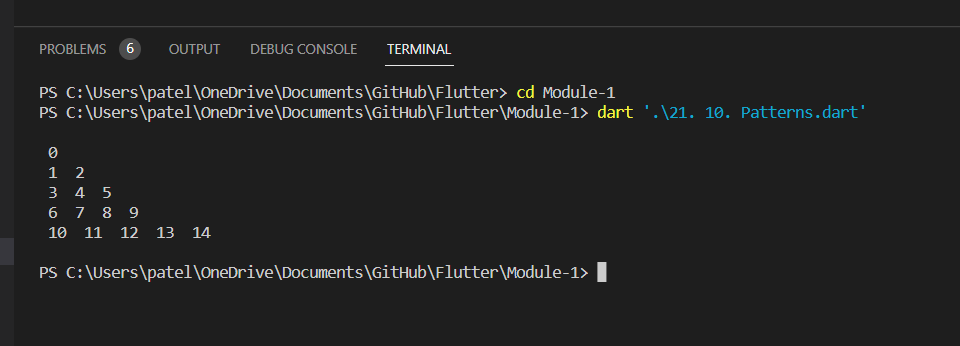 PROBLEMS 6 OUTPUT DEBUG CONSOLE TERMINAL
PS C:\Users\patel\OneDrive\Documents\GitHub\Flutter> cd Module-1
PS C:\Users\patel\OneDrive\Documents\GitHub\Flutter\Module-1> dart '.\21. 10. Patterns.dart'
0
1 2
3 4 5
6 7 8 9
10 11 12 13 14
PS C:\Users\patel\OneDrive\Documents\GitHub\Flutter\Module-1>